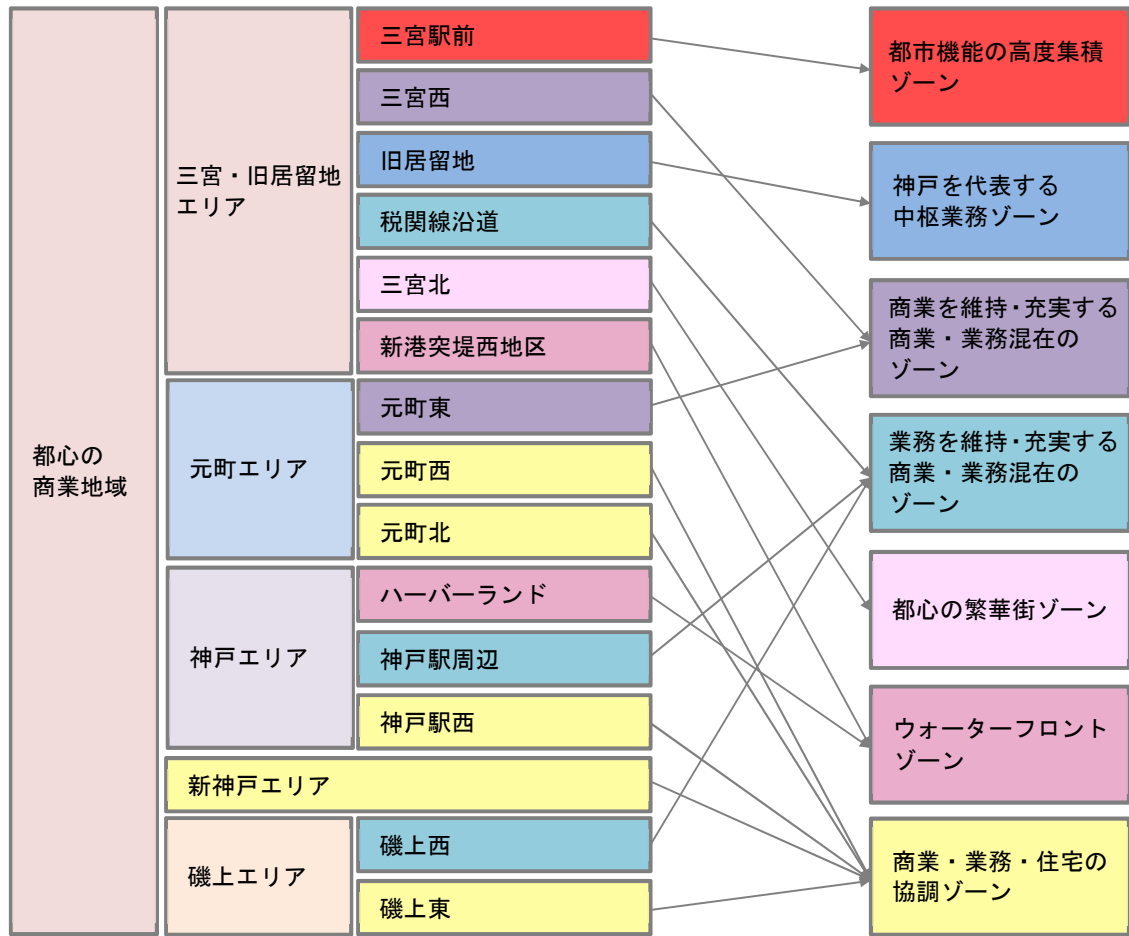 都心の
商業地域
三宮・旧居留地
エリア
三宮駅前
三宮西
旧居留地
税関線沿道
三宮北
新港突堤西地区
元町エリア
元町東
元町西
元町北
神戸エリア
ハーバーランド
神戸駅周辺
神戸駅西
新神戸エリア
磯上エリア
磯上西
磯上東
都市機能の高度集積
ゾーン
神戸を代表する
中枢業務ゾーン
商業を維持・充実する
商業・業務混在の
ゾーン
業務を維持・充実する
商業・業務混在の
ゾーン
都心の繁華街ゾーン
ウォーターフロント
ゾーン
商業・業務・住宅の
協調ゾーン